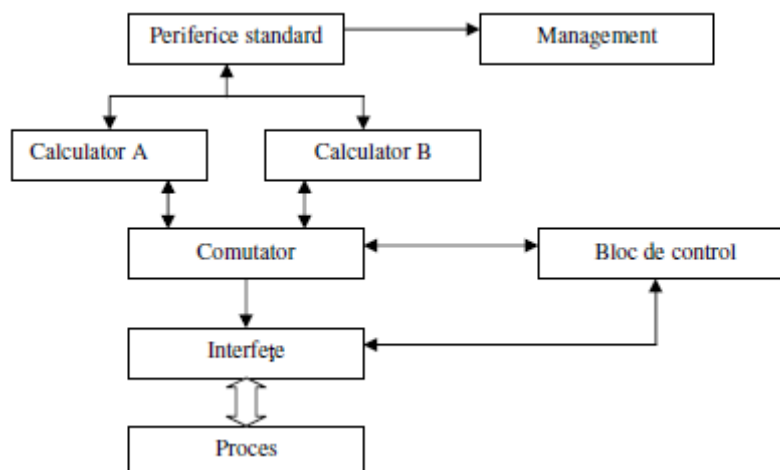 Periferice standard
Management
Calculator A
Calculator B
Comutator
Bloc de control
Interfeţe
Proces